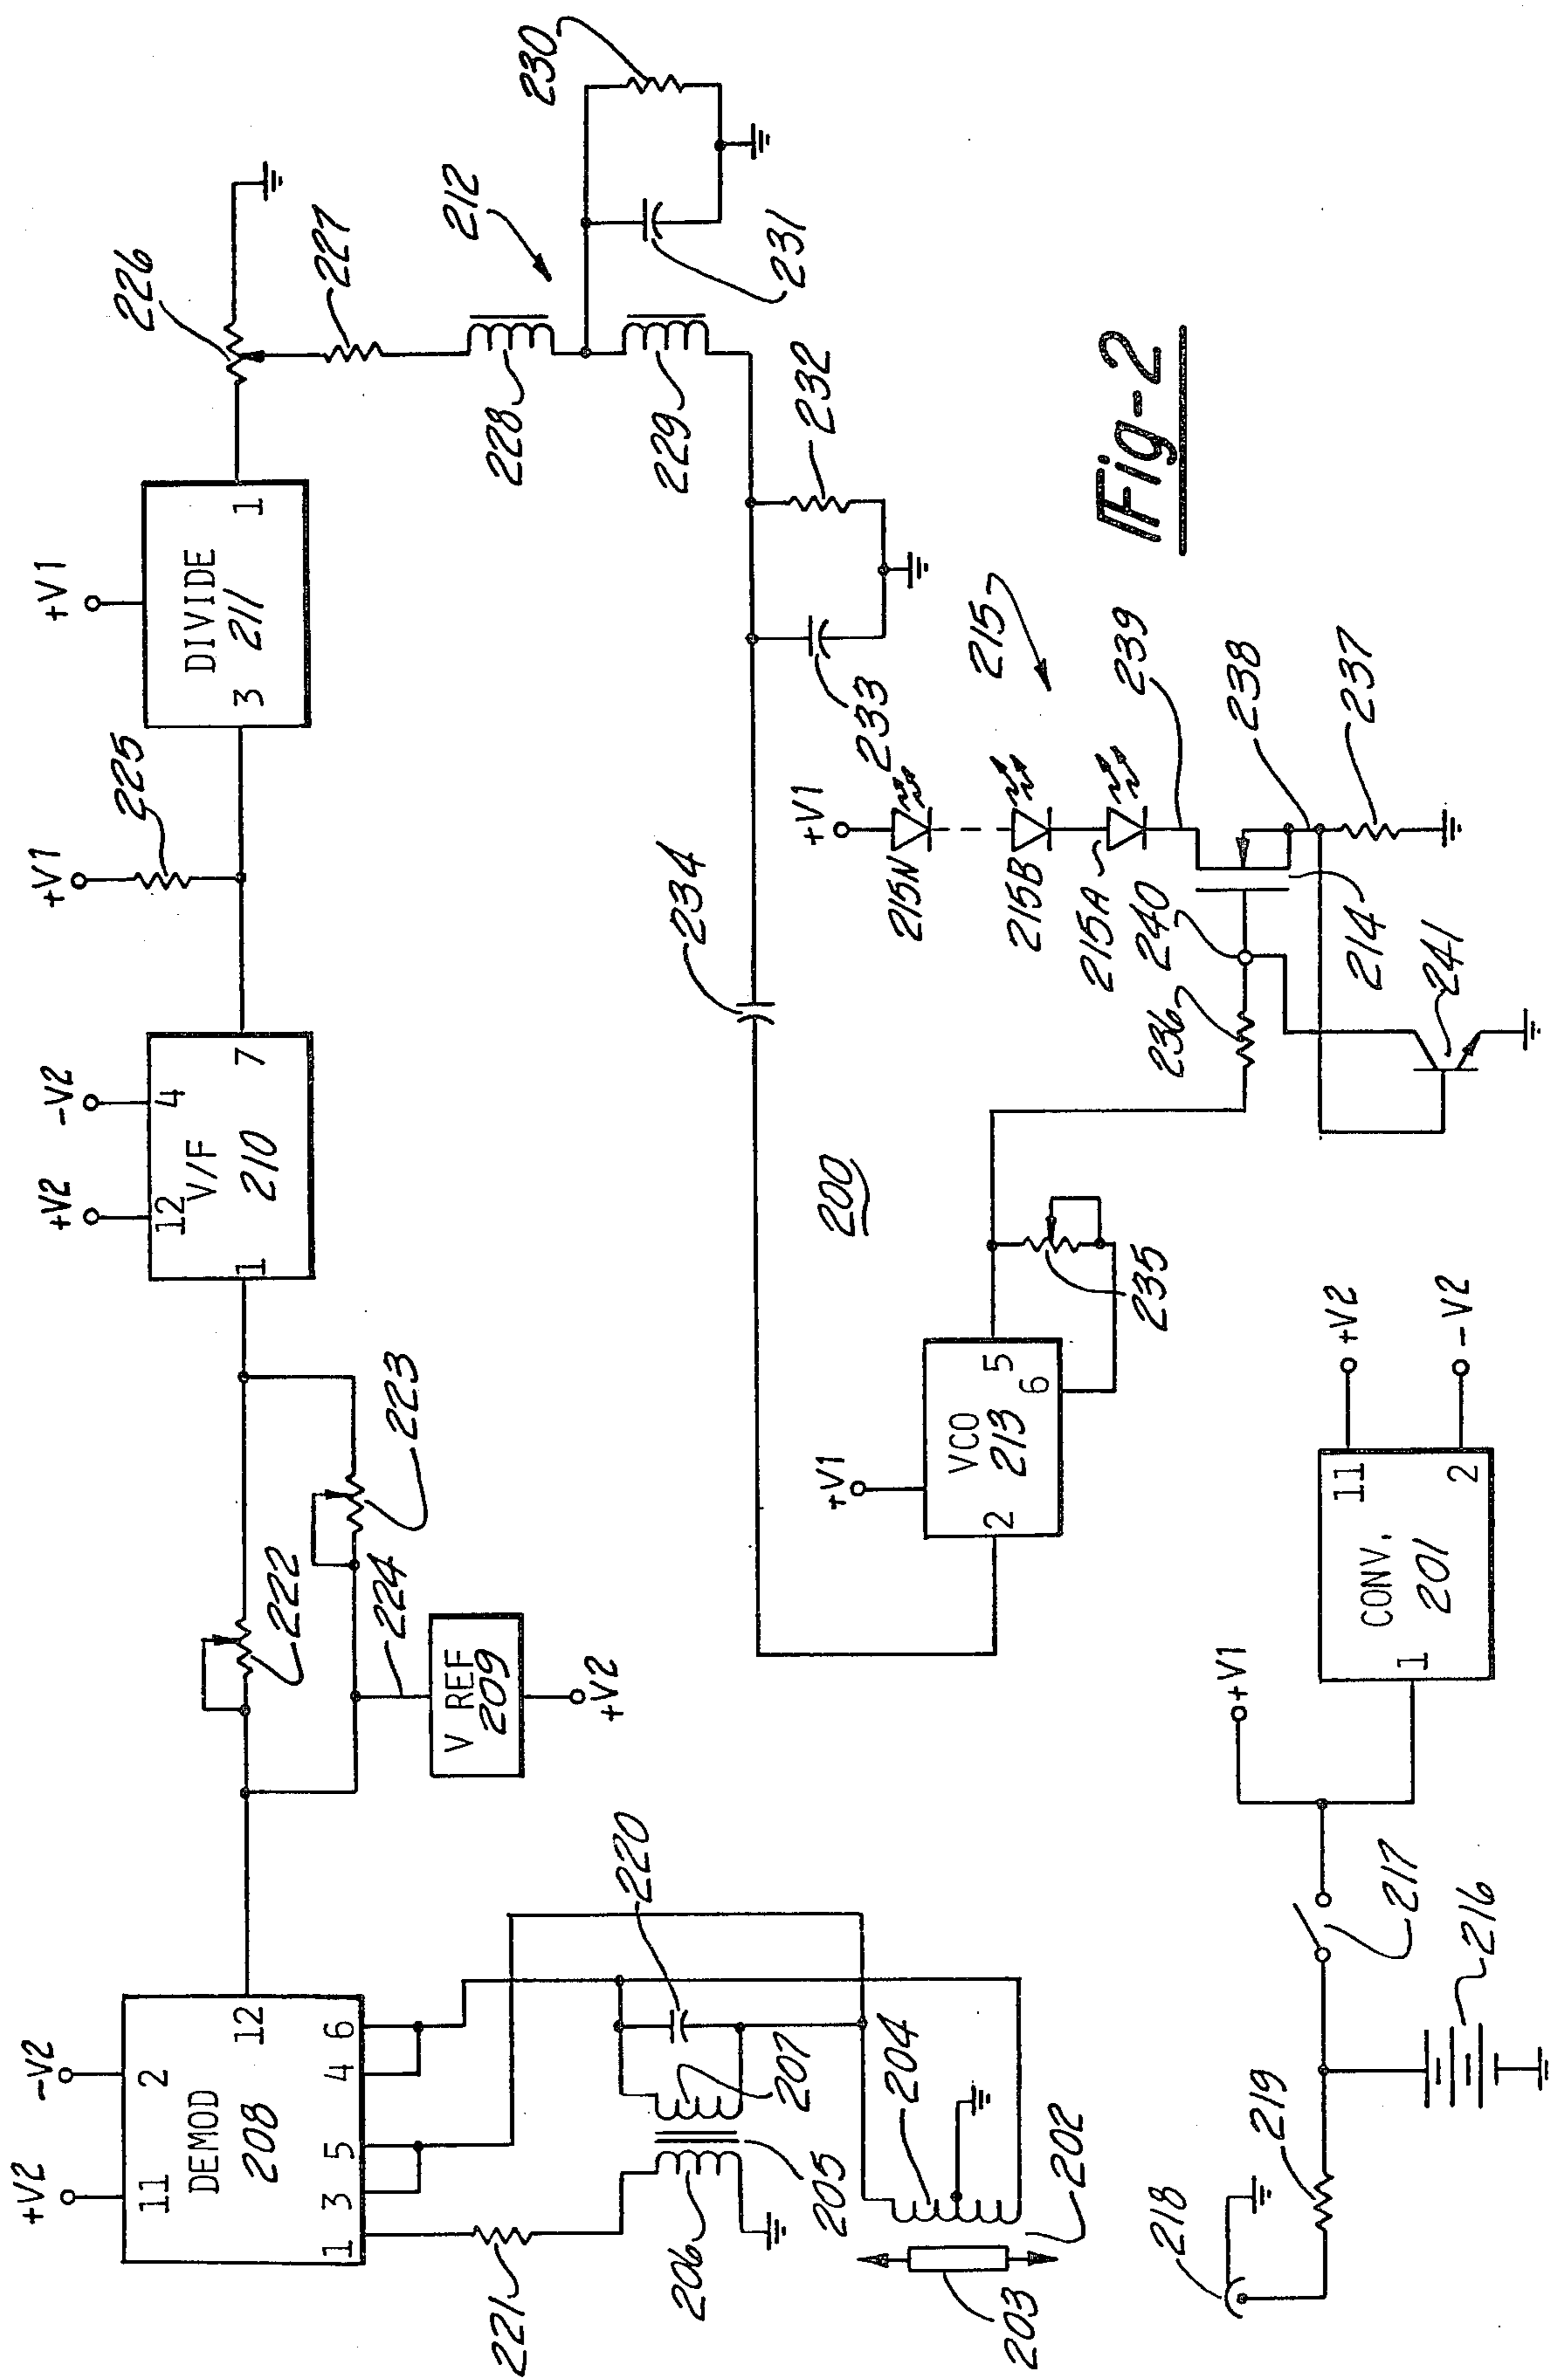 +V2
-V2
11
2
DEMOD
208
12
1
3
5
4
6
221
206
205
207
220
203
202
204
222
223
224
V REF
209
+V2
+V2
-V2
12
4
V/F
210
1
7
+V1
225
+V1
DIVIDE
211
3
1
226
227
212
228
229
230
231
232
233
234
200
+V1
VCO
213
2
5
6
235
236
+V1
215N
215B
215A
215
239
240
238
237
214
241
218
219
216
217
+V1
CONV.
201
1
11
2
+V2
-V2
Fig-2